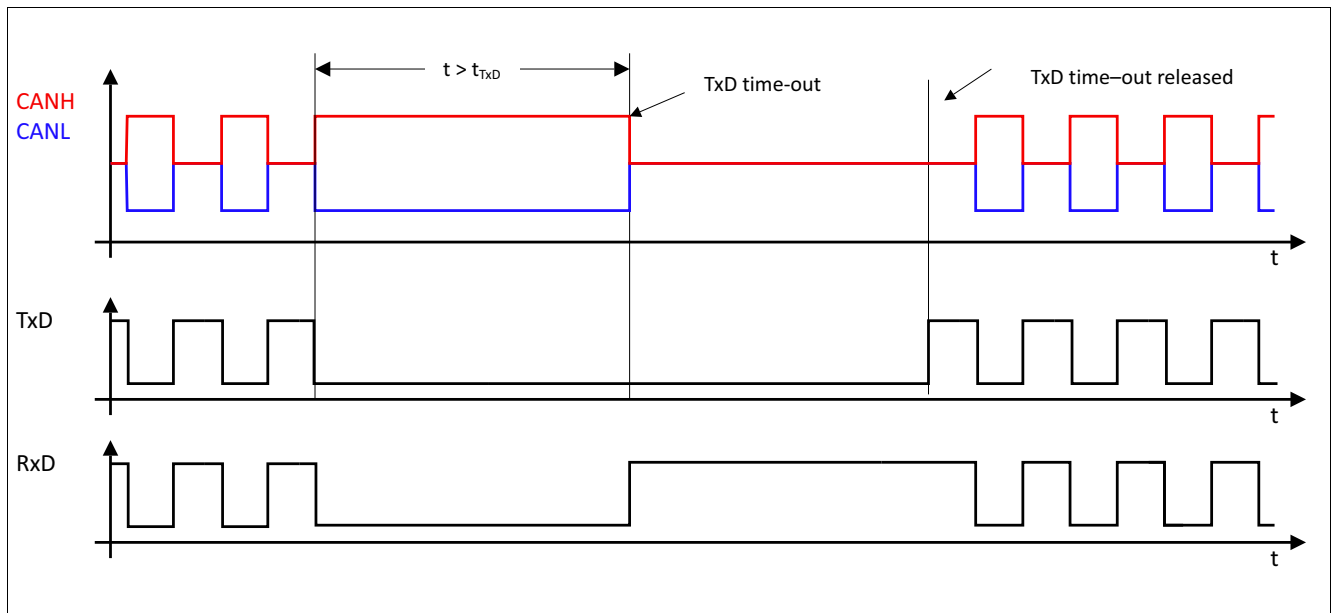 t > tTxD
TxD time-out
TxD time–out released
CANH
CANL
t
TxD
t
RxD
t